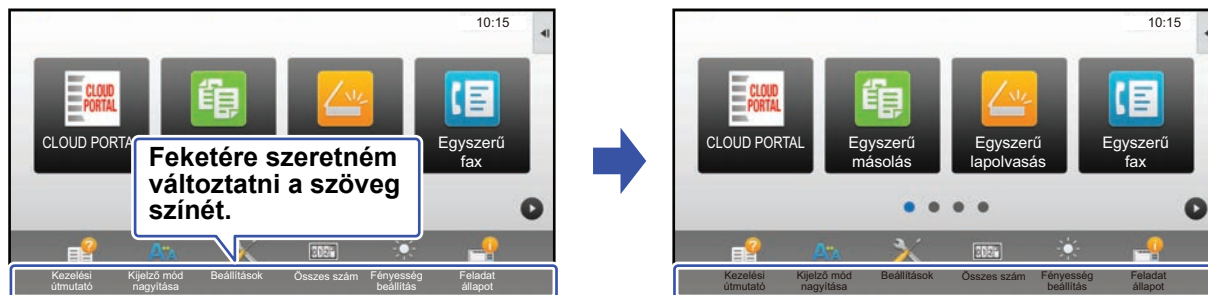 10:15
CLOUD PORTAL
CLOUD PORTA
Egyszerű
fax
Feketére szeretném
változtatni a szöveg
színét.
Kezelési
útmutató
Kijelző mód
nagyítása
Beállítások
Összes szám
Fényesség
beállítás
Feladat
állapot
10:15
CLOUD PORTAL
CLOUD PORTAL
Egyszerű
másolás
Egyszerű
lapolvasás
Egyszerű
fax
Kezelési
útmutató
Kijelző mód
nagyítása
Beállítások
Összes szám
Fényesség
beállítás
Feladat
állapot